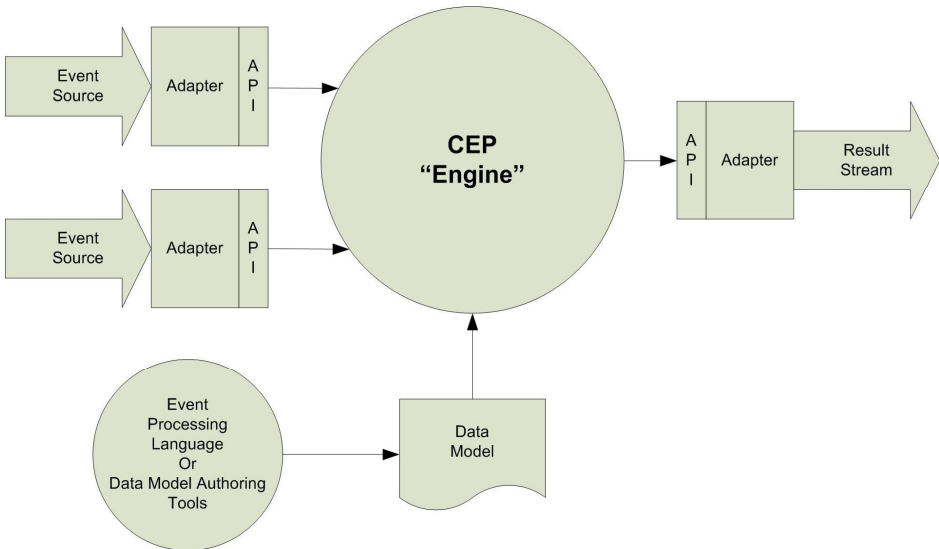 Event
Source
Adapter
A
P
I
CEP
“Engine”
A
P
I
Adapter
Result
Stream
Event
Source
Adapter
A
P
I
Event
Processing
Language
Or
Data Model Authoring
Tools
Data
Model